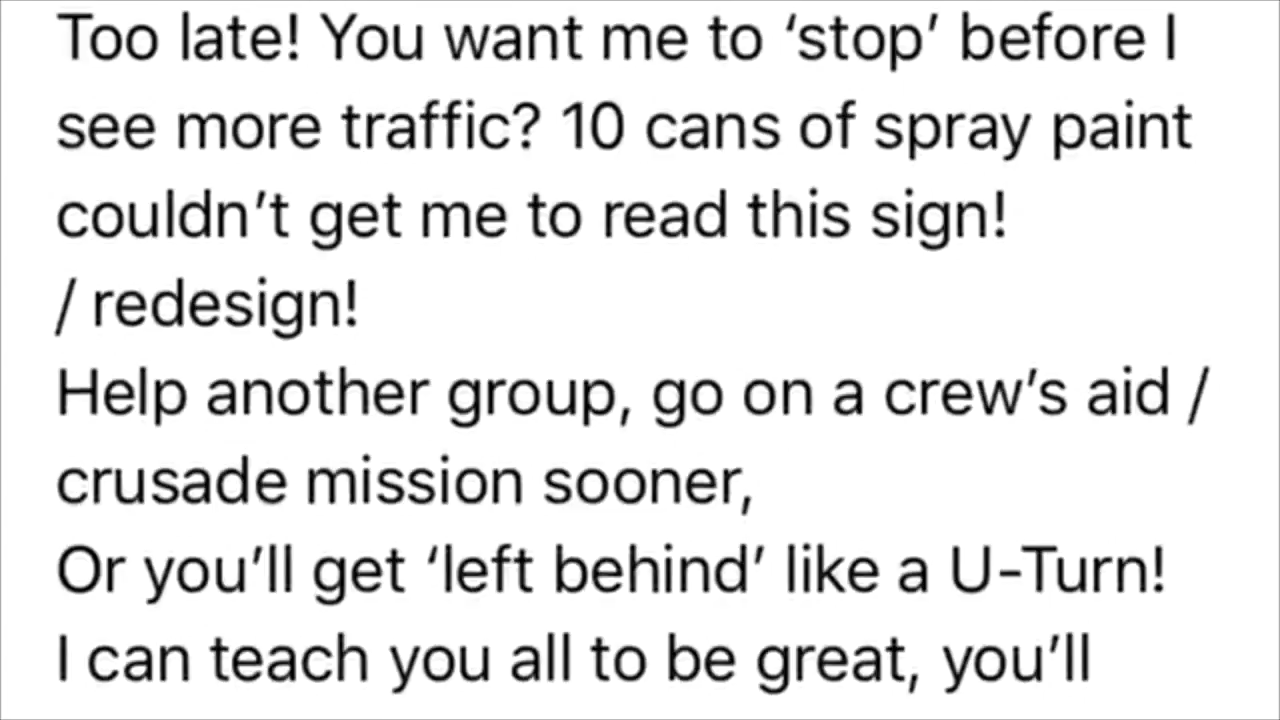 Too late! You want me to ‘stop’ before I
see more traffic? 10 cans of spray paint
couldn’t get me to read this sign!
/ redesign!
Help another group, go on a crew’s aid /
crusade mission sooner,
Or you’ll get ‘left behind’ like a U-Turn!
I can teach you all to be great, you’ll